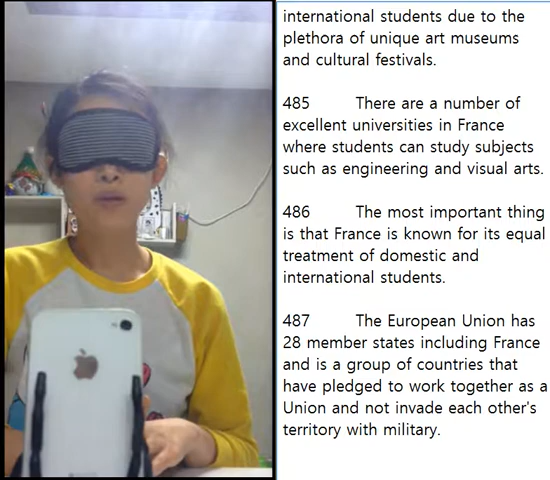 international students due to the
plethora of unique art museums
and cultural festivals.
485 There are a number of
excellent universities in France
where students can study subjects
such as engineering and visual arts.
486 The most important thing
is that France is known for its equal
treatment of domestic and
international students.
487 The European Union has
28 member states including France
and is a group of countries that
have pledged to work together as a
Union and not invade each other's
territory with military.